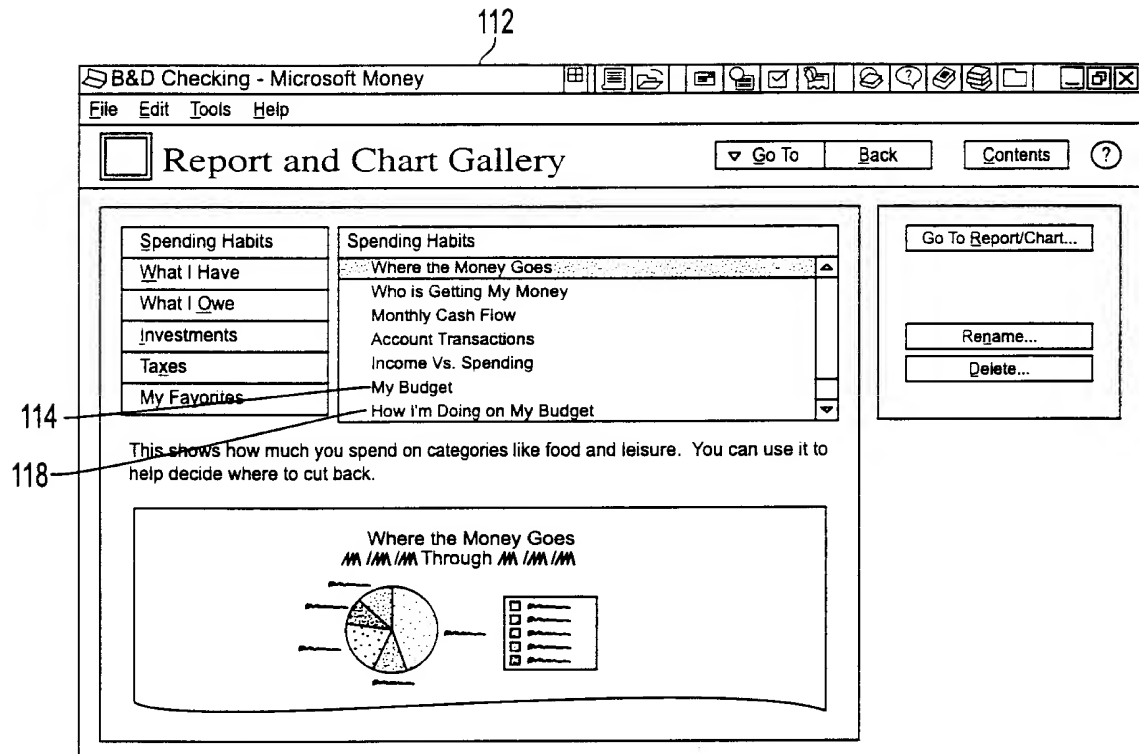 112
B&D Checking - Microsoft Money
File Edit Tools Help
Report and Chart Gallery
Go To Back Contents ?
Spending Habits
What I Have
What I Owe
Investments
Taxes
My Favorites
Spending Habits
Where the Money Goes
Who is Getting My Money
Monthly Cash Flow
Account Transactions
Income Vs. Spending
My Budget
How I'm Doing on My Budget
Go To Report/Chart...
Rename...
Delete...
114
118
This shows how much you spend on categories like food and leisure. You can use it to
help decide where to cut back.
Where the Money Goes
Through